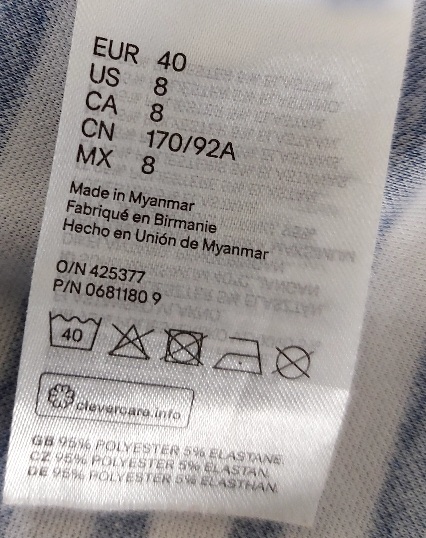 EUR 40
US 8
CA 8
CN 170/92A
MX 8
Made in Myanmar
Fabriqué en Birmanie
Hecho en Unión de Myanmar
O/N 425377
P/N 0681180 9
40
clevercare.info
GB 95% POLYESTER 5% ELASTANE.
CZ 95% POLYESTER 5% ELASTAN.
DE 95% POLYESTER 5% ELASTHAN.